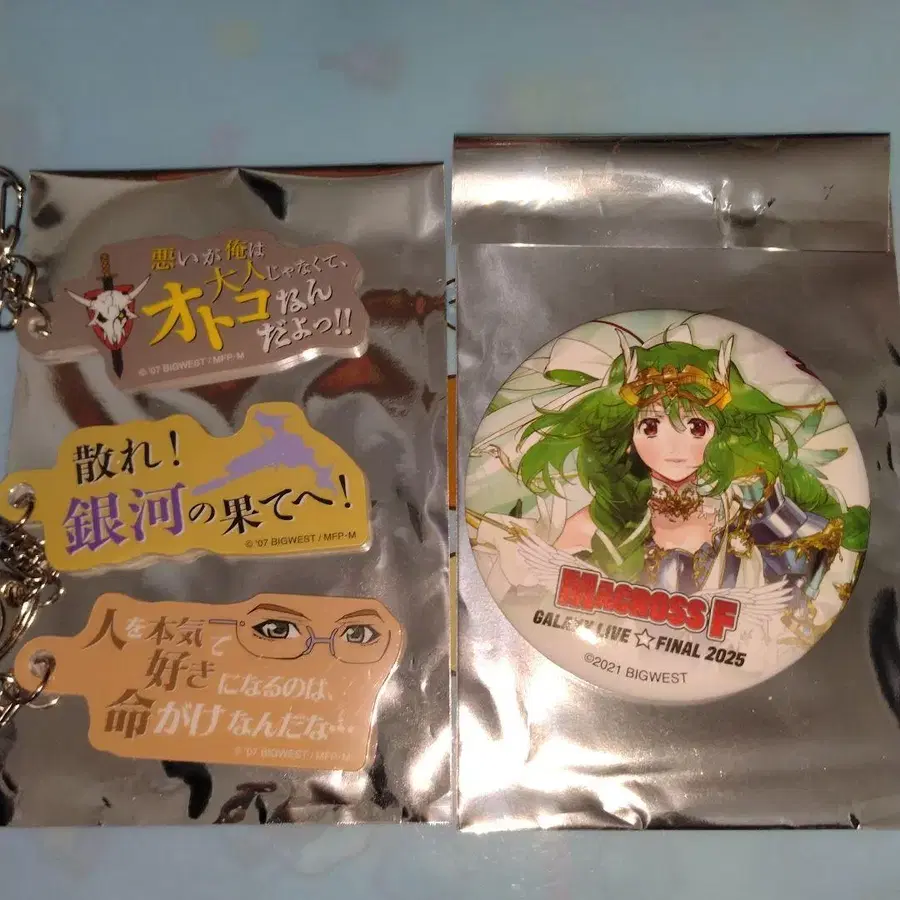 悪いが俺は
大人じゃなくて、
オトコなん
だよっ!!
© '07 BIGWEST / MFP・M
散れ!
銀河の果てへ!
© '07 BIGWEST / MFP・M
人を本気で
好きになるのは、
命がけなんだな…
© '07 BIGWEST / MFP・M
MACROSS F
GALAXY LIVE ☆ FINAL 2025
©2021 BIGWEST